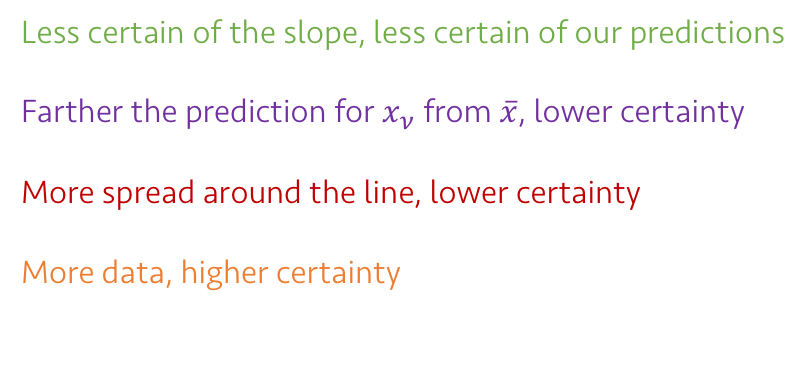 Less certain of the slope, less certain of our predictions
Farther the prediction for xᵥ from x̄, lower certainty
More spread around the line, lower certainty
More data, higher certainty